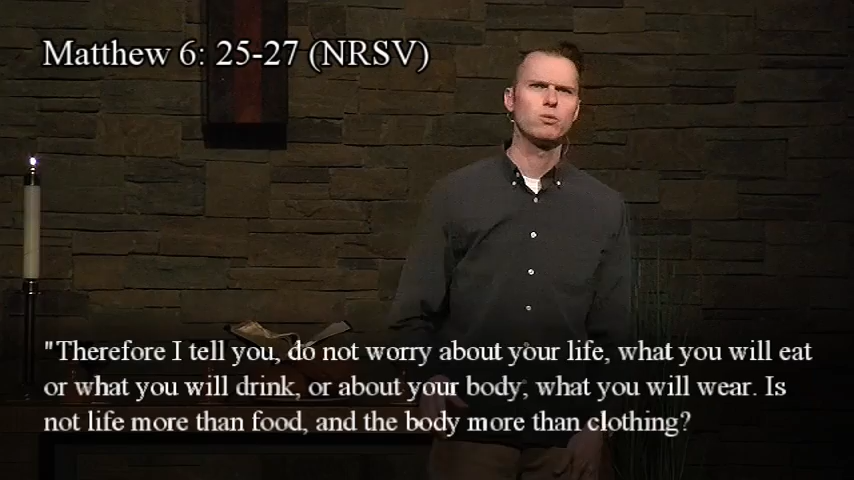 Matthew 6: 25-27 (NRSV)
"Therefore I tell you, do not worry about your life, what you will eat
or what you will drink, or about your body, what you will wear. Is
not life more than food, and the body more than clothing?